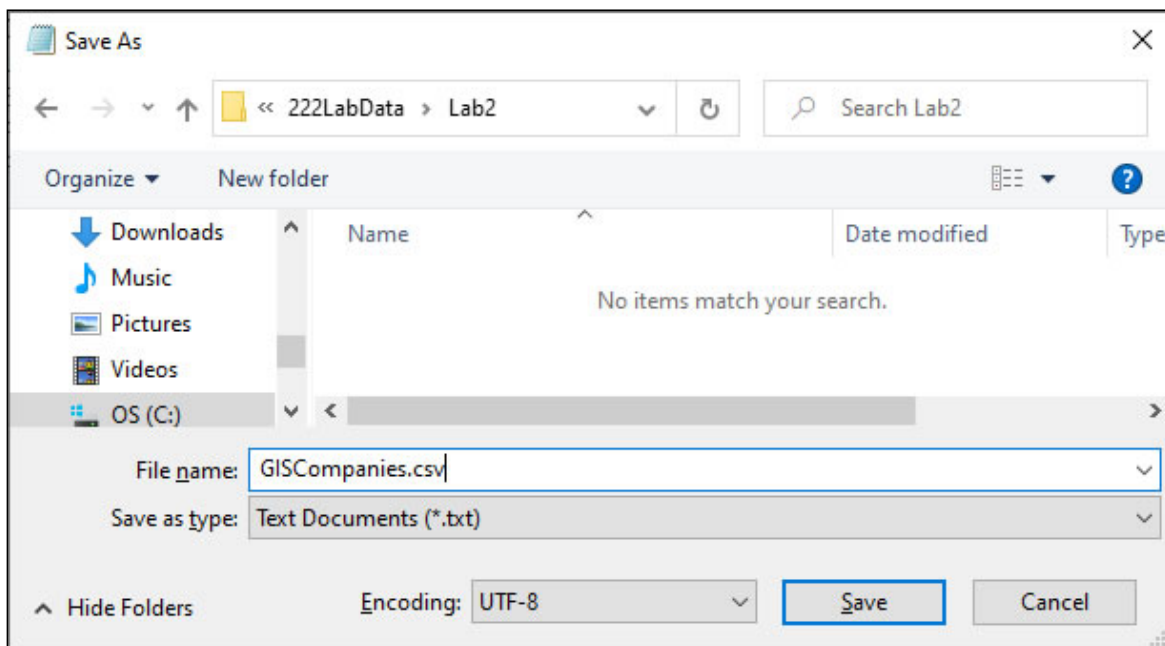 Save As
« 222LabData › Lab2
Search Lab2
Organize
New folder
?
Downloads
Music
Pictures
Videos
OS (C:)
Name
Date modified
Type
No items match your search.
File name: GISCompanies.csv
Save as type: Text Documents (*.txt)
Hide Folders
Encoding: UTF-8
Save
Cancel